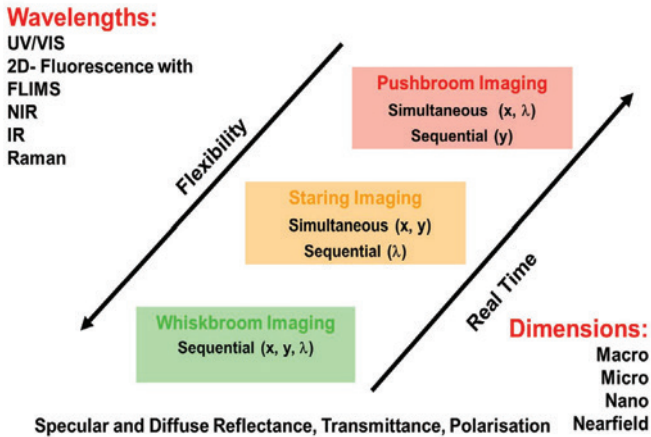 Wavelengths:
UV/VIS
2D- Fluorescence with
FLIMS
NIR
IR
Raman
Flexibility
Pushbroom Imaging
Simultaneous (x, λ)
Sequential (y)
Staring Imaging
Simultaneous (x, y)
Sequential (λ)
Whiskbroom Imaging
Sequential (x, y, λ)
Real Time
Dimensions:
Macro
Micro
Nano
Nearfield
Specular and Diffuse Reflectance, Transmittance, Polarisation